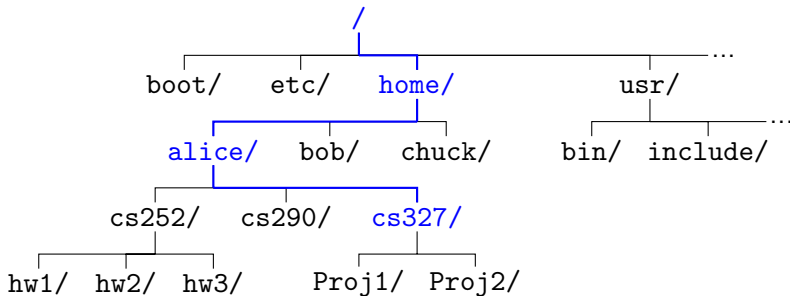 /
boot/ etc/ home/ usr/ ...
alice/ bob/ chuck/ bin/ include/ ...
cs252/ cs290/ cs327/
hw1/ hw2/ hw3/ Proj1/ Proj2/